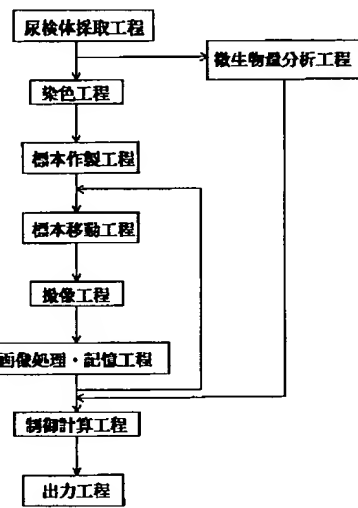 尿検体採取工程
微生物量分析工程
染色工程
標本作製工程
標本移動工程
撮像工程
画像処理・記憶工程
制御計算工程
出力工程